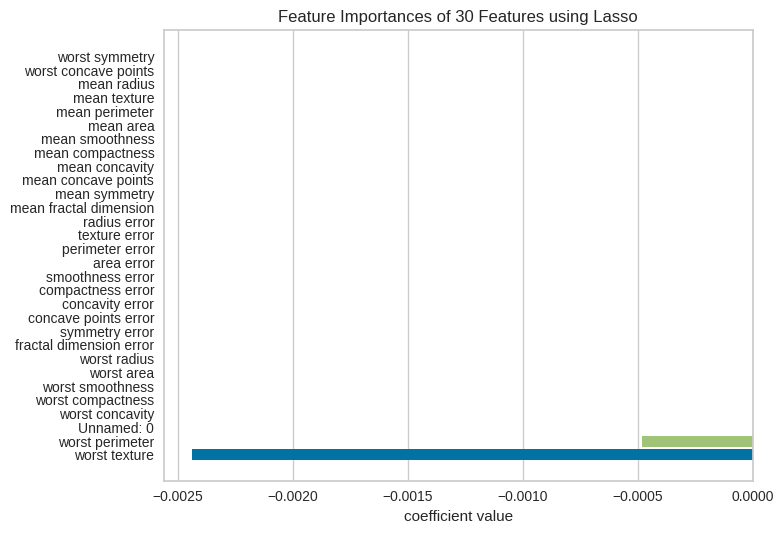 Feature Importances of 30 Features using Lasso
worst symmetry
worst concave points
mean radius
mean texture
mean perimeter
mean area
mean smoothness
mean compactness
mean concavity
mean concave points
mean symmetry
mean fractal dimension
radius error
texture error
perimeter error
area error
smoothness error
compactness error
concavity error
concave points error
symmetry error
fractal dimension error
worst radius
worst area
worst smoothness
worst compactness
worst concavity
Unnamed: 0
worst perimeter
worst texture
−0.0025 −0.0020 −0.0015 −0.0010 −0.0005 0.0000
coefficient value